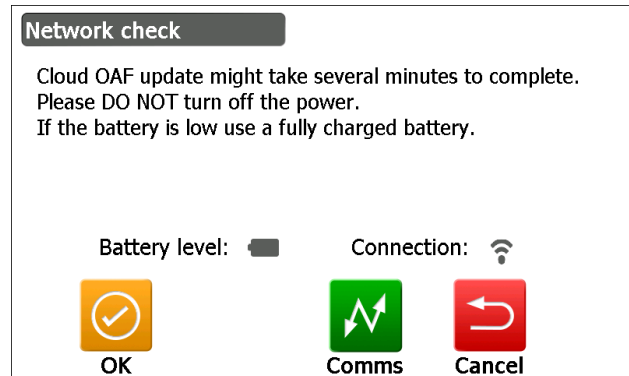 Network check
Cloud OAF update might take several minutes to complete.
Please DO NOT turn off the power.
If the battery is low use a fully charged battery.
Battery level: Connection:
OK Comms Cancel